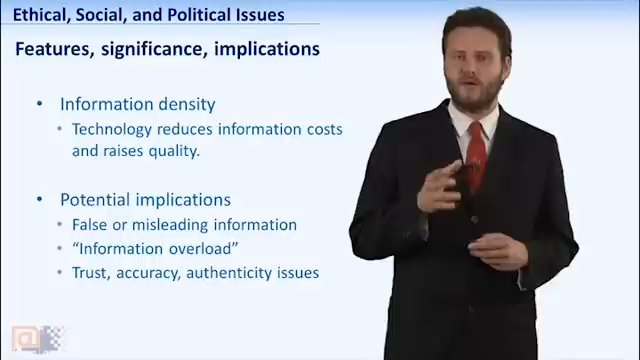 Ethical, Social, and Political Issues
Features, significance, implications
• Information density
• Technology reduces information costs
and raises quality.
• Potential implications
• False or misleading information
• “Information overload”
• Trust, accuracy, authenticity issues
@